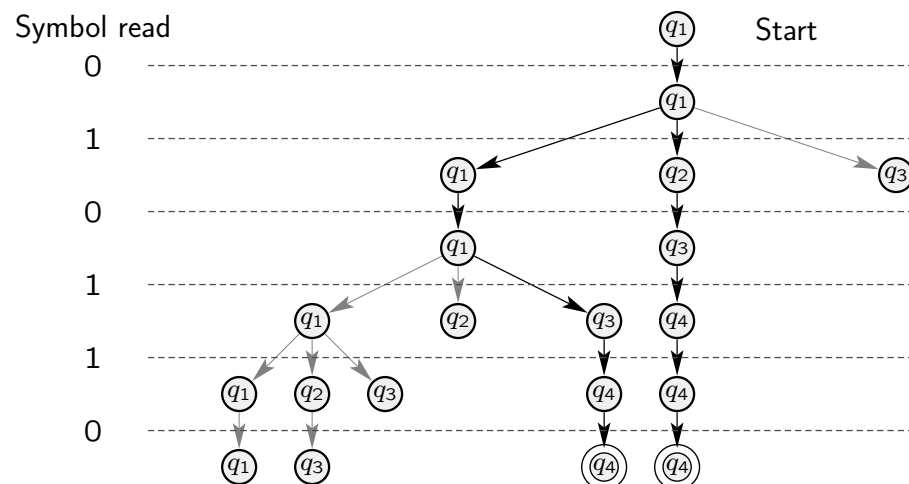 Symbol read q1 Start
0
q1
1
q1 q2 q3
0
q1 q3
1
q1 q2 q3 q4
1
q1 q2 q3 q4 q4
0
q1 q3 q4 q4